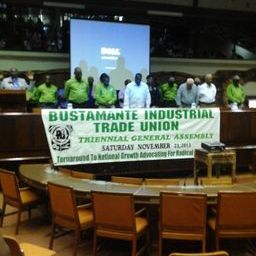 BUSTAMANTE INDUSTRIAL
TRADE UNION
TRIENNIAL GENERAL ASSEMBLY
SATURDAY NOVEMBER 23, 2013
Turnaround To National Growth Advocating For Radical